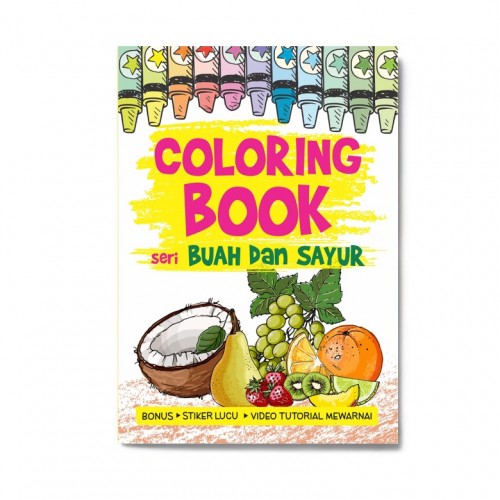 COLORING
BOOK
seri BUAH Dan SAYUR
BONUS ▸ STIKER LUCU ▸ VIDEO TUTORIAL MEWARNAI